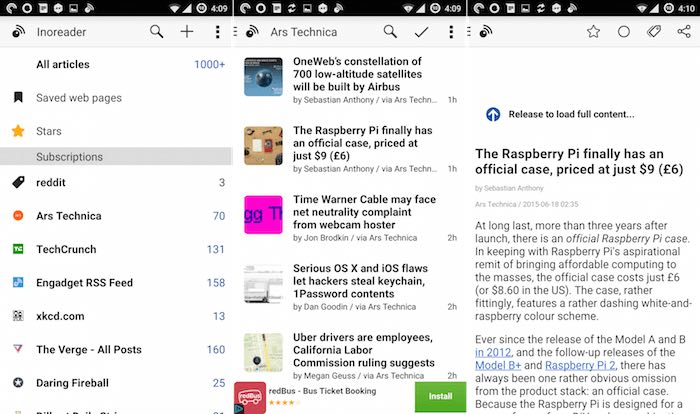 4:09
Inoreader
All articles 1000+
Saved web pages
Stars
Subscriptions
reddit 3
Ars Technica 70
TechCrunch 131
Engadget RSS Feed 158
xkcd.com 13
The Verge - All Posts 160
Daring Fireball 25
4:09
Ars Technica
OneWeb's constellation of
700 low-altitude satellites
will be built by Airbus
by Sebastian Anthony / via Ars Techn... 1h
The Raspberry Pi finally has
an official case, priced at
just $9 (£6)
by Sebastian Anthony / via Ars Techn... 1h
gg Th
Time Warner Cable may face
net neutrality complaint
from webcam hoster
by Jon Brodkin / via Ars Technica 2h
Serious OS X and iOS flaws
let hackers steal keychain,
1Password contents
by Dan Goodin / via Ars Technica 2h
Uber drivers are employees,
California Labor
Commission ruling suggests
by Megan Geuss / via Ars Technica 2h
redBus
redBus - Bus Ticket Booking
Install
4:10
Release to load full content...
The Raspberry Pi finally has an
official case, priced at just $9 (£6)
by Sebastian Anthony
Ars Technica / 2015-06-18 02:35
At long last, more than three years after
launch, there is an official Raspberry Pi case.
In keeping with Raspberry Pi's aspirational
remit of bringing affordable computing to
the masses, the official case costs just £6
(or $8.60 in the US). The case, rather
fittingly, features a rather dashing white-and-
raspberry colour scheme.
Ever since the release of the Model A and B
in 2012, and the follow-up releases of the
Model B+ and Raspberry Pi 2, there has
always been one rather obvious omission
from the product stack: an official case.
Because the Raspberry Pi is designed for a